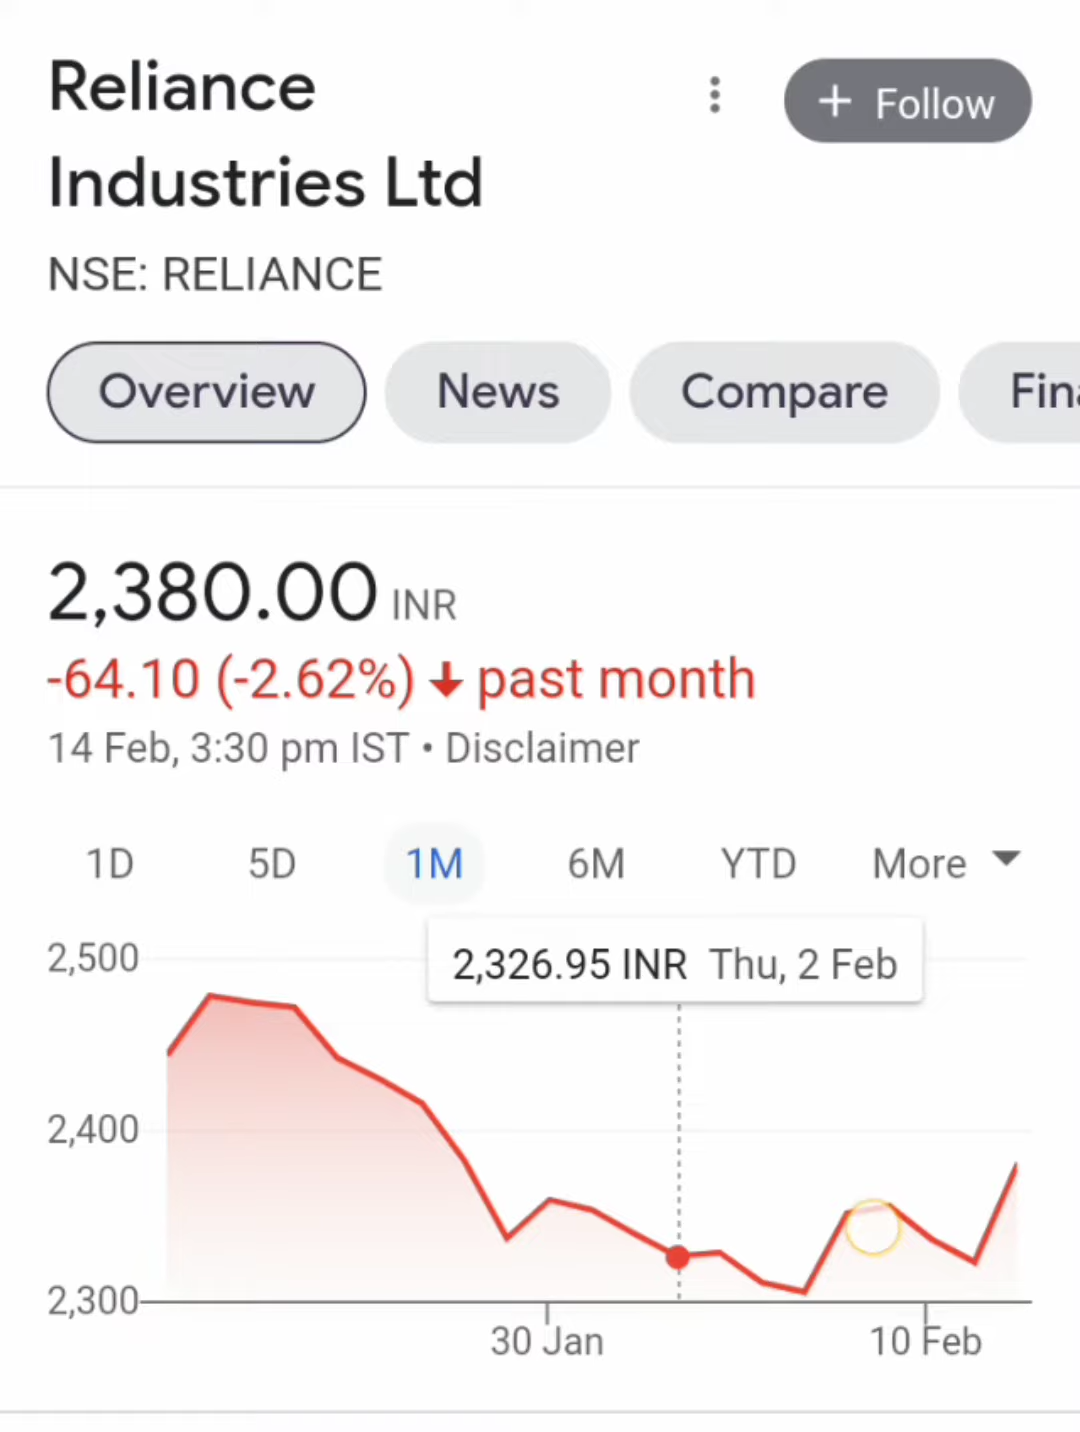 Reliance
Industries Ltd
+ Follow
NSE: RELIANCE
Overview News Compare
2,380.00 INR
-64.10 (-2.62%) ↓ past month
14 Feb, 3:30 pm IST • Disclaimer
1D 5D 1M 6M YTD More
2,326.95 INR Thu, 2 Feb
2,500
2,400
2,300
30 Jan 10 Feb